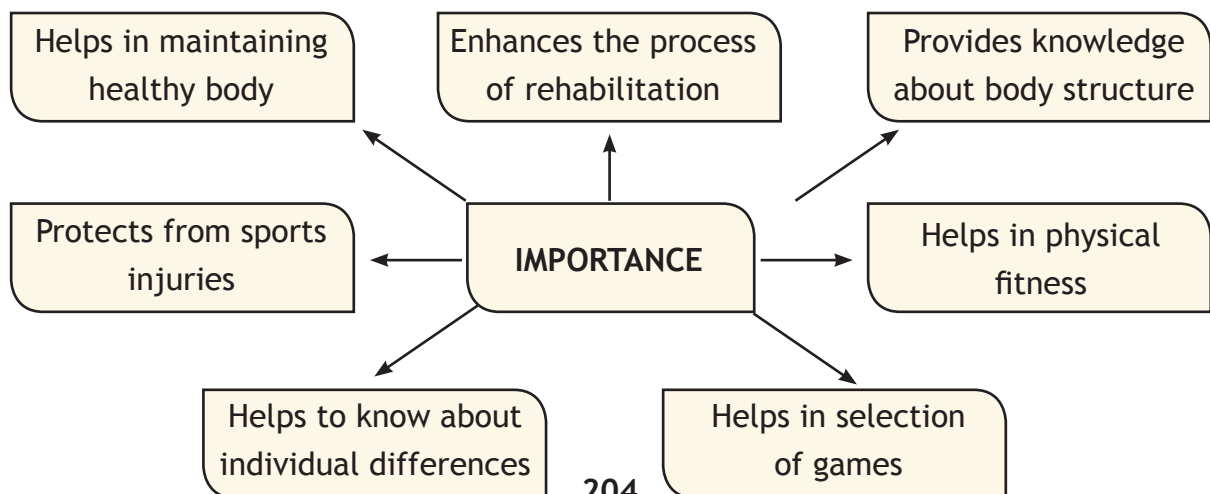 Helps in maintaining
healthy body
Enhances the process
of rehabilitation
Provides knowledge
about body structure
Protects from sports
injuries
IMPORTANCE
Helps in physical
fitness
Helps to know about
individual differences
Helps in selection
of games
204